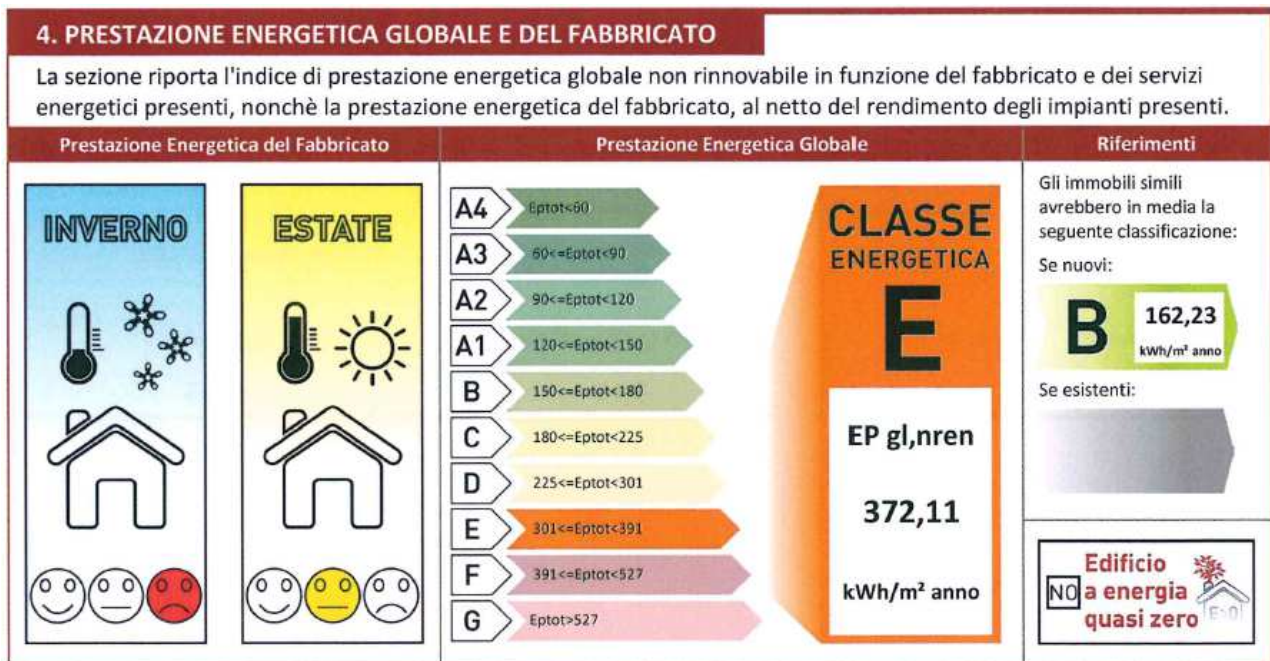 4. PRESTAZIONE ENERGETICA GLOBALE E DEL FABBRICATO
La sezione riporta l'indice di prestazione energetica globale non rinnovabile in funzione del fabbricato e dei servizi
energetici presenti, nonchè la prestazione energetica del fabbricato, al netto del rendimento degli impianti presenti.
Prestazione Energetica del Fabbricato
INVERNO
ESTATE
Prestazione Energetica Globale
A4 Eptot<60
A3 60<=Eptot<90
A2 90<=Eptot<120
A1 120<=Eptot<150
B 150<=Eptot<180
C 180<=Eptot<225
D 225<=Eptot<301
E 301<=Eptot<391
F 391<=Eptot<527
G Eptot>527
CLASSE
ENERGETICA
E
EP gl,nren
372,11
kWh/m² anno
Riferimenti
Gli immobili simili
avrebbero in media la
seguente classificazione:
Se nuovi:
B 162,23
kWh/m² anno
Se esistenti:
NO
Edificio
a energia
quasi zero